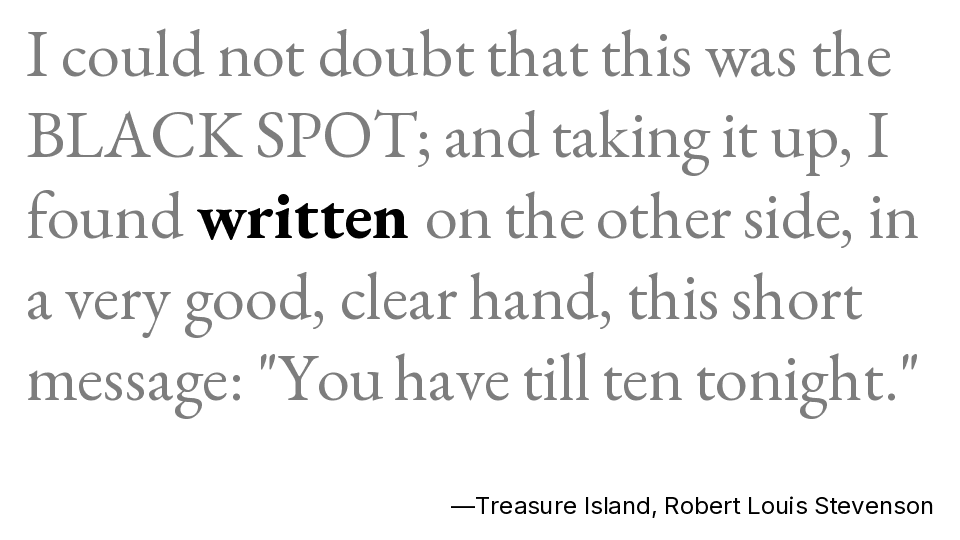 I could not doubt that this was the
BLACK SPOT; and taking it up, I
found written on the other side, in
a very good, clear hand, this short
message: "You have till ten tonight."
—Treasure Island, Robert Louis Stevenson